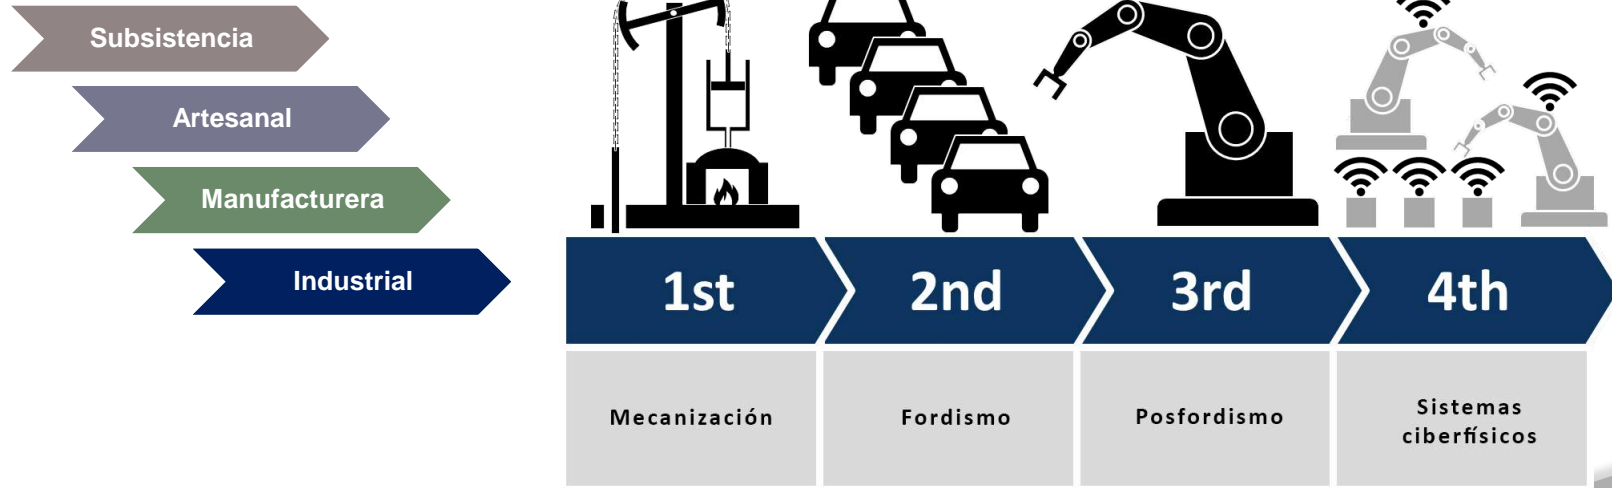 Subsistencia
Artesanal
Manufacturera
Industrial
1st
2nd
3rd
4th
Mecanización
Fordismo
Posfordismo
Sistemas
ciberfísicos